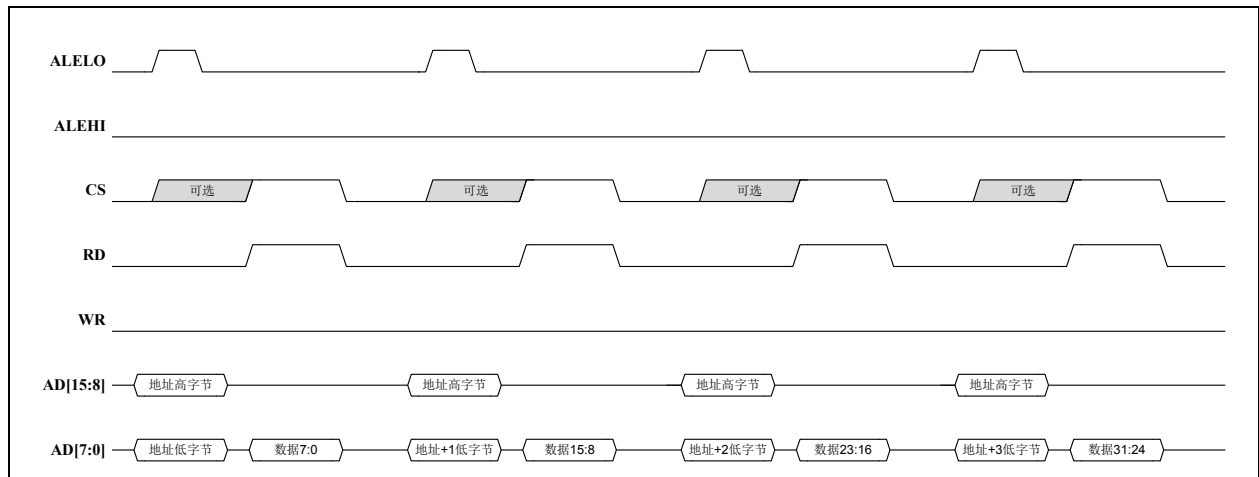 ALELO
ALEHI
CS 可选 可选 可选 可选
RD
WR
AD[15:8] 地址高字节 地址高字节 地址高字节 地址高字节
AD[7:0] 地址低字节 数据7:0 地址+1低字节 数据15:8 地址+2低字节 数据23:16 地址+3低字节 数据31:24